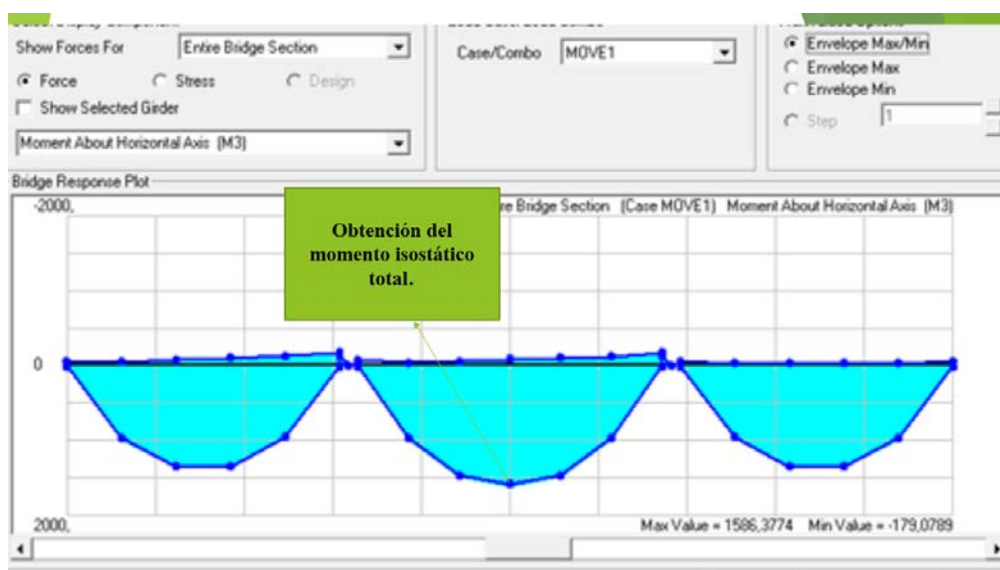 Show Forces For
Entire Bridge Section
Case/Combo
MOVE1
Envelope Max/Min
Force
Stress
Design
Envelope Max
Envelope Min
Show Selected Girder
Step
1
Moment About Horizontal Axis (M3)
Bridge Response Plot
-2000,
re Bridge Section (Case MOVE1) Moment About Horizontal Axis (M3)
Obtención del
momento isostático
total.
0
2000,
Max Value = 1586,3774 Min Value = -179,0789